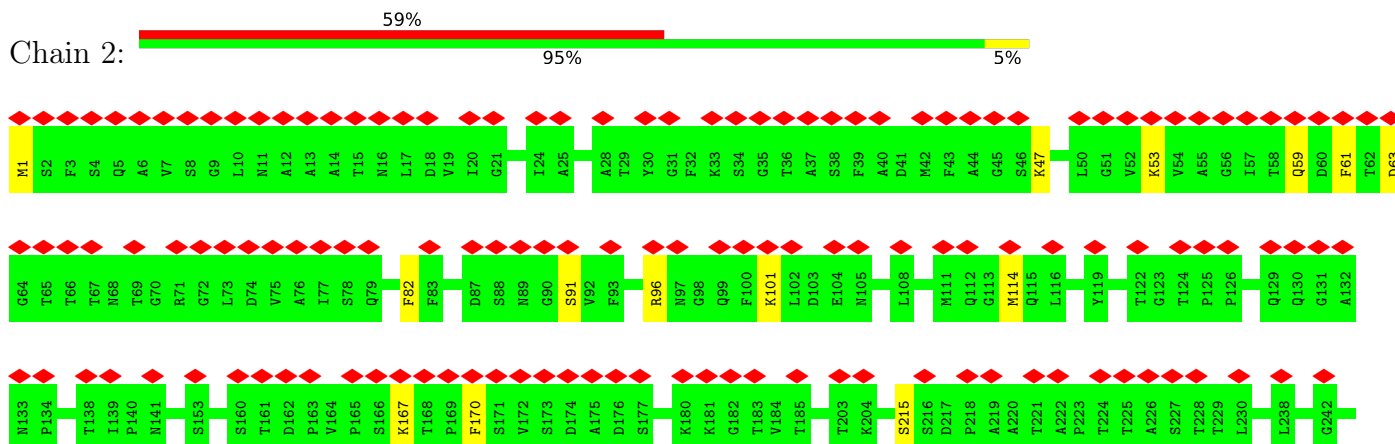 59%
Chain 2:
95% 5%
M1 S2 F3 S4 Q5 A6 V7 S8 G9 L10 N11 A12 A13 A14 T15 N16 L17 D18 V19 I20 G21 I24 A25 A28 T29 Y30 G31 F32 K33 S34 G35 T36 A37 S38 F39 A40 D41 M42 F43 A44 G45 S46 K47 L50 G51 V52 K53 V54 A55 G56 I57 T58 Q59 D60 F61 T62 D63
G64 T65 T66 T67 N68 T69 G70 R71 G72 L73 D74 V75 A76 I77 S78 Q79 F82 F83 D87 S88 N89 G90 S91 V92 F93 R96 N97 G98 Q99 F100 K101 L102 D103 E104 N105 L108 M111 Q112 G113 M114 Q115 L116 Y119 T122 G123 T124 P125 P126 Q129 Q130 G131 A132
N133 P134 T138 I139 P140 N141 S153 S160 T161 D162 P163 V164 P165 S166 K167 T168 P169 F170 S171 V172 S173 D174 A175 D176 S177 K180 K181 G182 T183 V184 T185 T203 K204 S215 S216 D217 P218 A219 A220 T221 A222 P223 T224 T225 A226 S227 T228 T229 L230 L238 G242